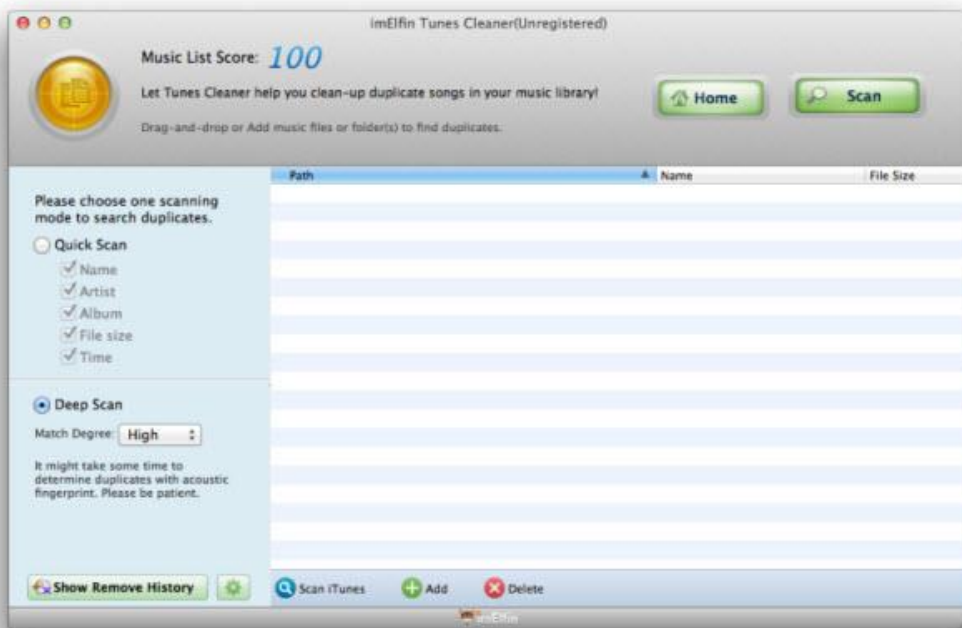 imElfin Tunes Cleaner(Unregistered)
Music List Score: 100
Let Tunes Cleaner help you clean-up duplicate songs in your music library!
Drag-and-drop or Add music files or folder(s) to find duplicates.
Home
Scan
Path
Name
File Size
Please choose one scanning
mode to search duplicates.
Quick Scan
Name
Artist
Album
File size
Time
Deep Scan
Match Degree: High
It might take some time to
determine duplicates with acoustic
fingerprint. Please be patient.
Show Remove History
Scan iTunes
Add
Delete
imElfin